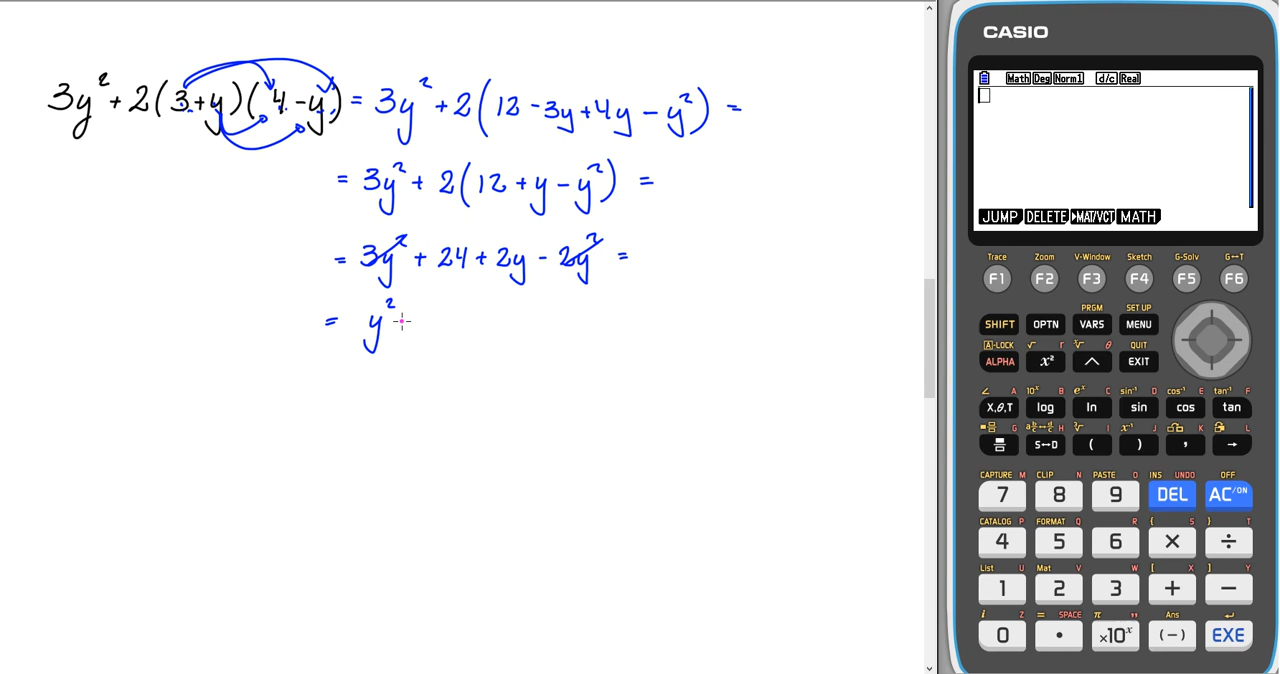 3y² + 2(3+y)(4-y) = 3y² + 2(12 - 3y + 4y - y²) =
= 3y² + 2(12 + y - y²) =
= 3y² + 24 + 2y - 2y² =
= y²
CASIO
Math Deg Norm1 d/c Real
JUMP DELETE ▶MAT/VCT MATH
Trace Zoom V-Window Sketch G-Solv G↔T
F1 F2 F3 F4 F5 F6
PRGM SET UP
SHIFT OPTN VARS MENU
A-LOCK √ r ˣ√ θ QUIT
ALPHA x² ^ EXIT
∠ A 10ˣ B eˣ C sin⁻¹ D cos⁻¹ E tan⁻¹ F
X,θ,T log ln sin cos tan
G H ³√ I x⁻¹ J K L
S↔D ( ) , →
CAPTURE M CLIP N PASTE O INS UNDO OFF
7 8 9 DEL AC/ON
CATALOG P FORMAT Q R { S } T
4 5 6 × ÷
List U Mat V W [ X ] Y
1 2 3 + −
i Z = SPACE π " Ans ↵
0 • ×10ˣ (−) EXE